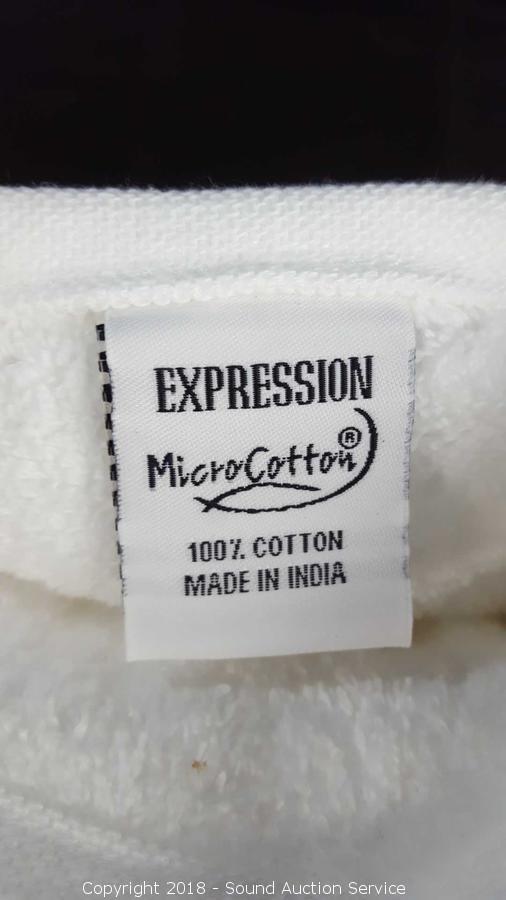 EXPRESSION
MicroCotton®
100% COTTON
MADE IN INDIA
Copyright 2018 - Sound Auction Service